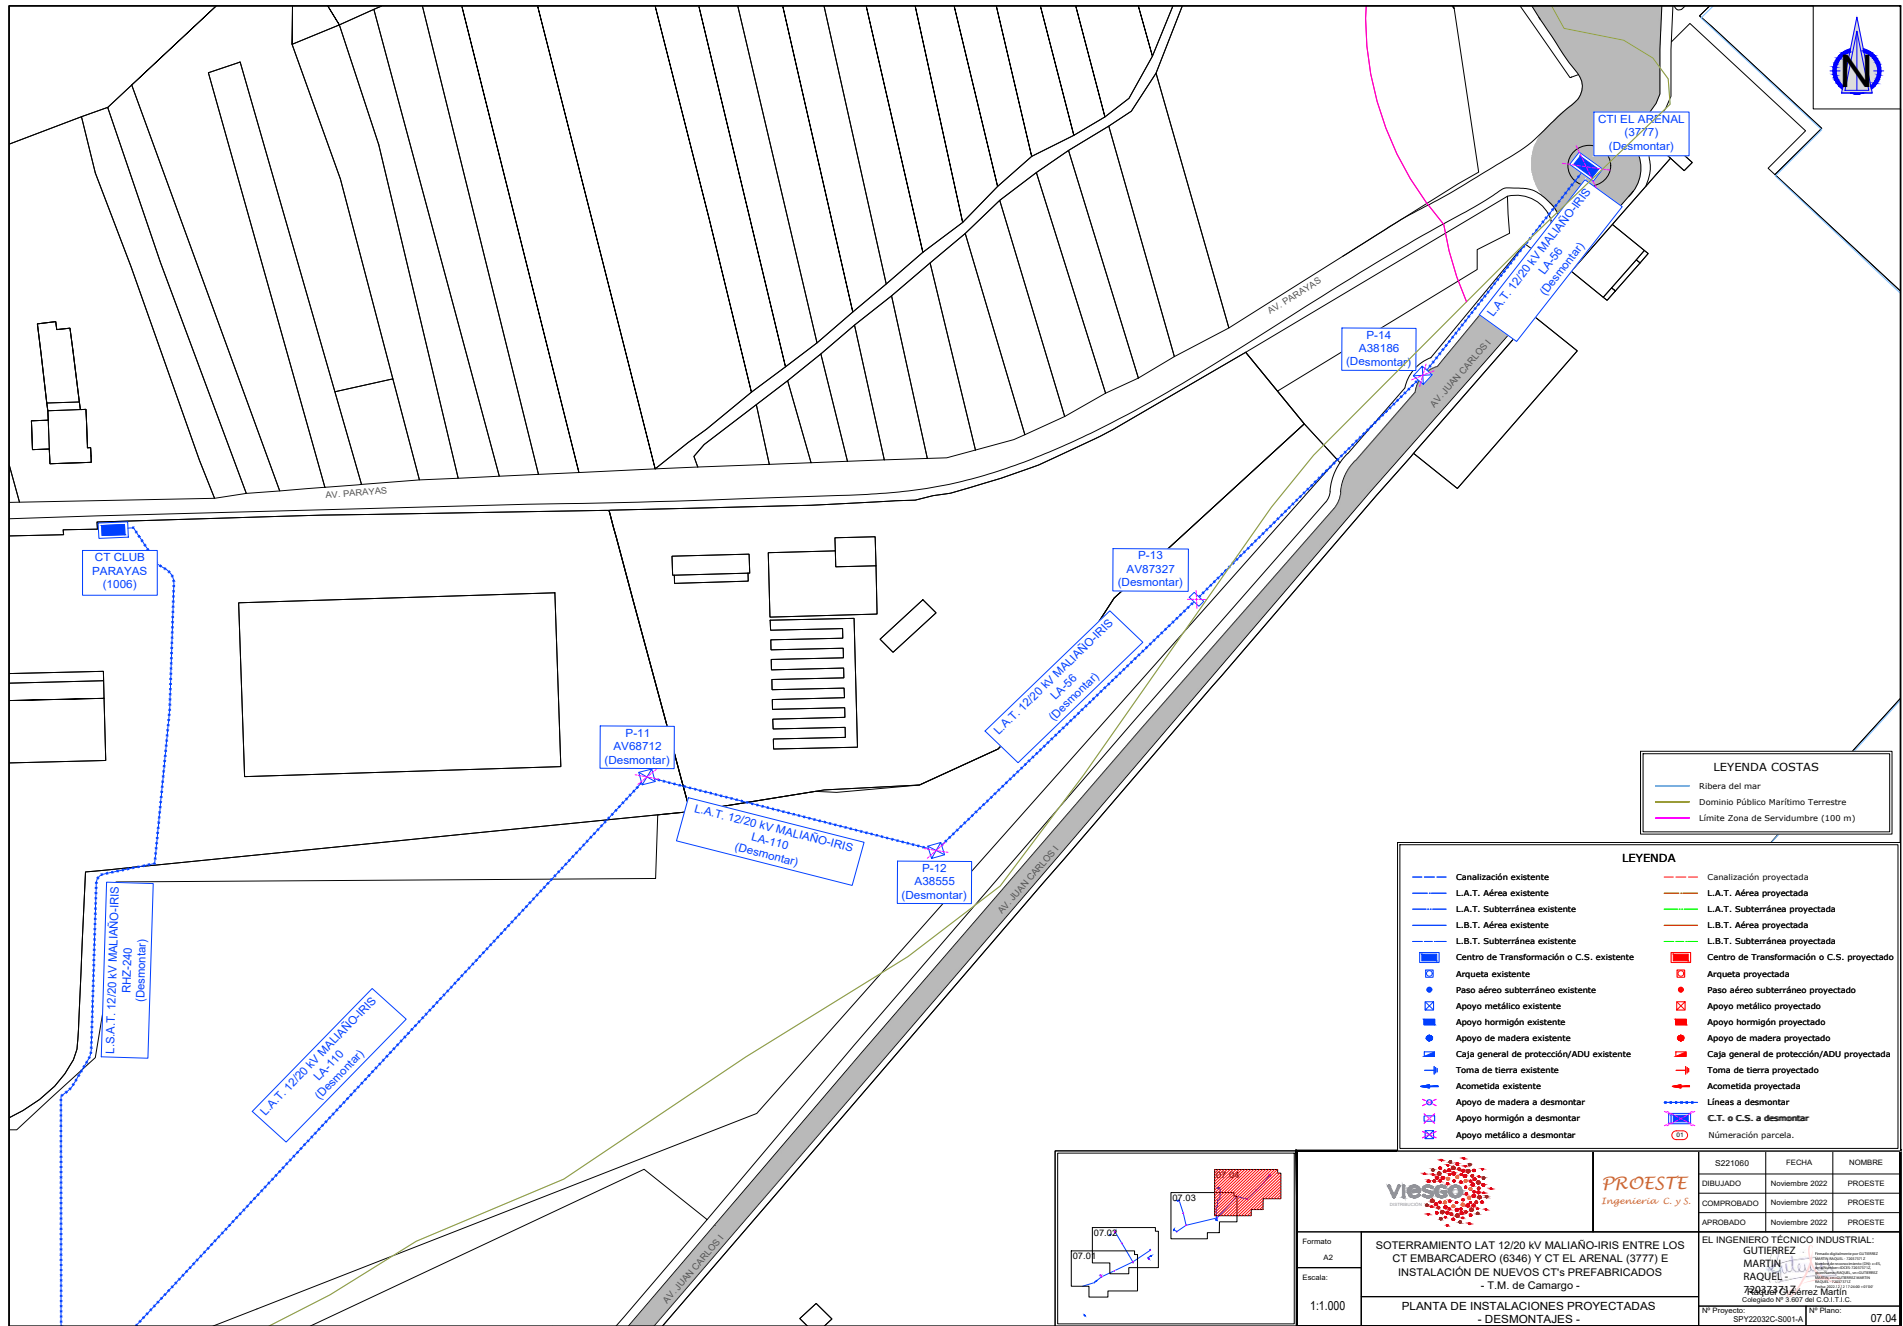 N
CTI EL ARENAL
(3777)
(Desmontar)
L.A.T. 12/20 kV MALIAÑO-IRIS
LA-56
(Desmontar)
AV. PARAYAS
P-14
A38186
(Desmontar)
AV. JUAN CARLOS I
AV. PARAYAS
CT CLUB
PARAYAS
(1006)
P-13
AV87327
(Desmontar)
L.A.T. 12/20 kV MALIAÑO-IRIS
LA-56
(Desmontar)
P-11
AV68712
(Desmontar)
L.A.T. 12/20 kV MALIAÑO-IRIS
LA-110
(Desmontar)
P-12
A38555
(Desmontar)
AV. JUAN CARLOS I
L.S.A.T. 12/20 kV MALIAÑO-IRIS
RHZ-240
(Desmontar)
L.A.T. 12/20 kV MALIAÑO-IRIS
LA-110
(Desmontar)
AV. JUAN CARLOS I
LEYENDA COSTAS
Ribera del mar
Dominio Público Marítimo Terrestre
Límite Zona de Servidumbre (100 m)
LEYENDA
Canalización existente
L.A.T. Aérea existente
L.A.T. Subterránea existente
L.B.T. Aérea existente
L.B.T. Subterránea existente
Centro de Transformación o C.S. existente
Arqueta existente
Paso aéreo subterráneo existente
Apoyo metálico existente
Apoyo hormigón existente
Apoyo de madera existente
Caja general de protección/ADU existente
Toma de tierra existente
Acometida existente
Apoyo de madera a desmontar
Apoyo hormigón a desmontar
Apoyo metálico a desmontar
Canalización proyectada
L.A.T. Aérea proyectada
L.A.T. Subterránea proyectada
L.B.T. Aérea proyectada
L.B.T. Subterránea proyectada
Centro de Transformación o C.S. proyectado
Arqueta proyectada
Paso aéreo subterráneo proyectado
Apoyo metálico proyectado
Apoyo hormigón proyectado
Apoyo de madera proyectado
Caja general de protección/ADU proyectada
Toma de tierra proyectado
Acometida proyectada
Líneas a desmontar
C.T. o C.S. a desmontar
01 Númeración parcela.
07.04
07.03
07.02
07.01
viesgo
DISTRIBUCIÓN
PROESTE
Ingeniería C. y S.
S221060 FECHA NOMBRE
DIBUJADO Noviembre 2022 PROESTE
COMPROBADO Noviembre 2022 PROESTE
APROBADO Noviembre 2022 PROESTE
Formato
A2
Escala:
1:1.000
SOTERRAMIENTO LAT 12/20 kV MALIAÑO-IRIS ENTRE LOS
CT EMBARCADERO (6346) Y CT EL ARENAL (3777) E
INSTALACIÓN DE NUEVOS CT's PREFABRICADOS
- T.M. de Camargo -
PLANTA DE INSTALACIONES PROYECTADAS
- DESMONTAJES -
EL INGENIERO TÉCNICO INDUSTRIAL:
GUTIERREZ
MARTIN
RAQUEL -
72037371Z
Raquel Gutiérrez Martín
Colegiado Nº 3.607 del C.O.I.T.I.C.
Nº Proyecto:
SPY22032C-S001-A
Nº Plano:
07.04